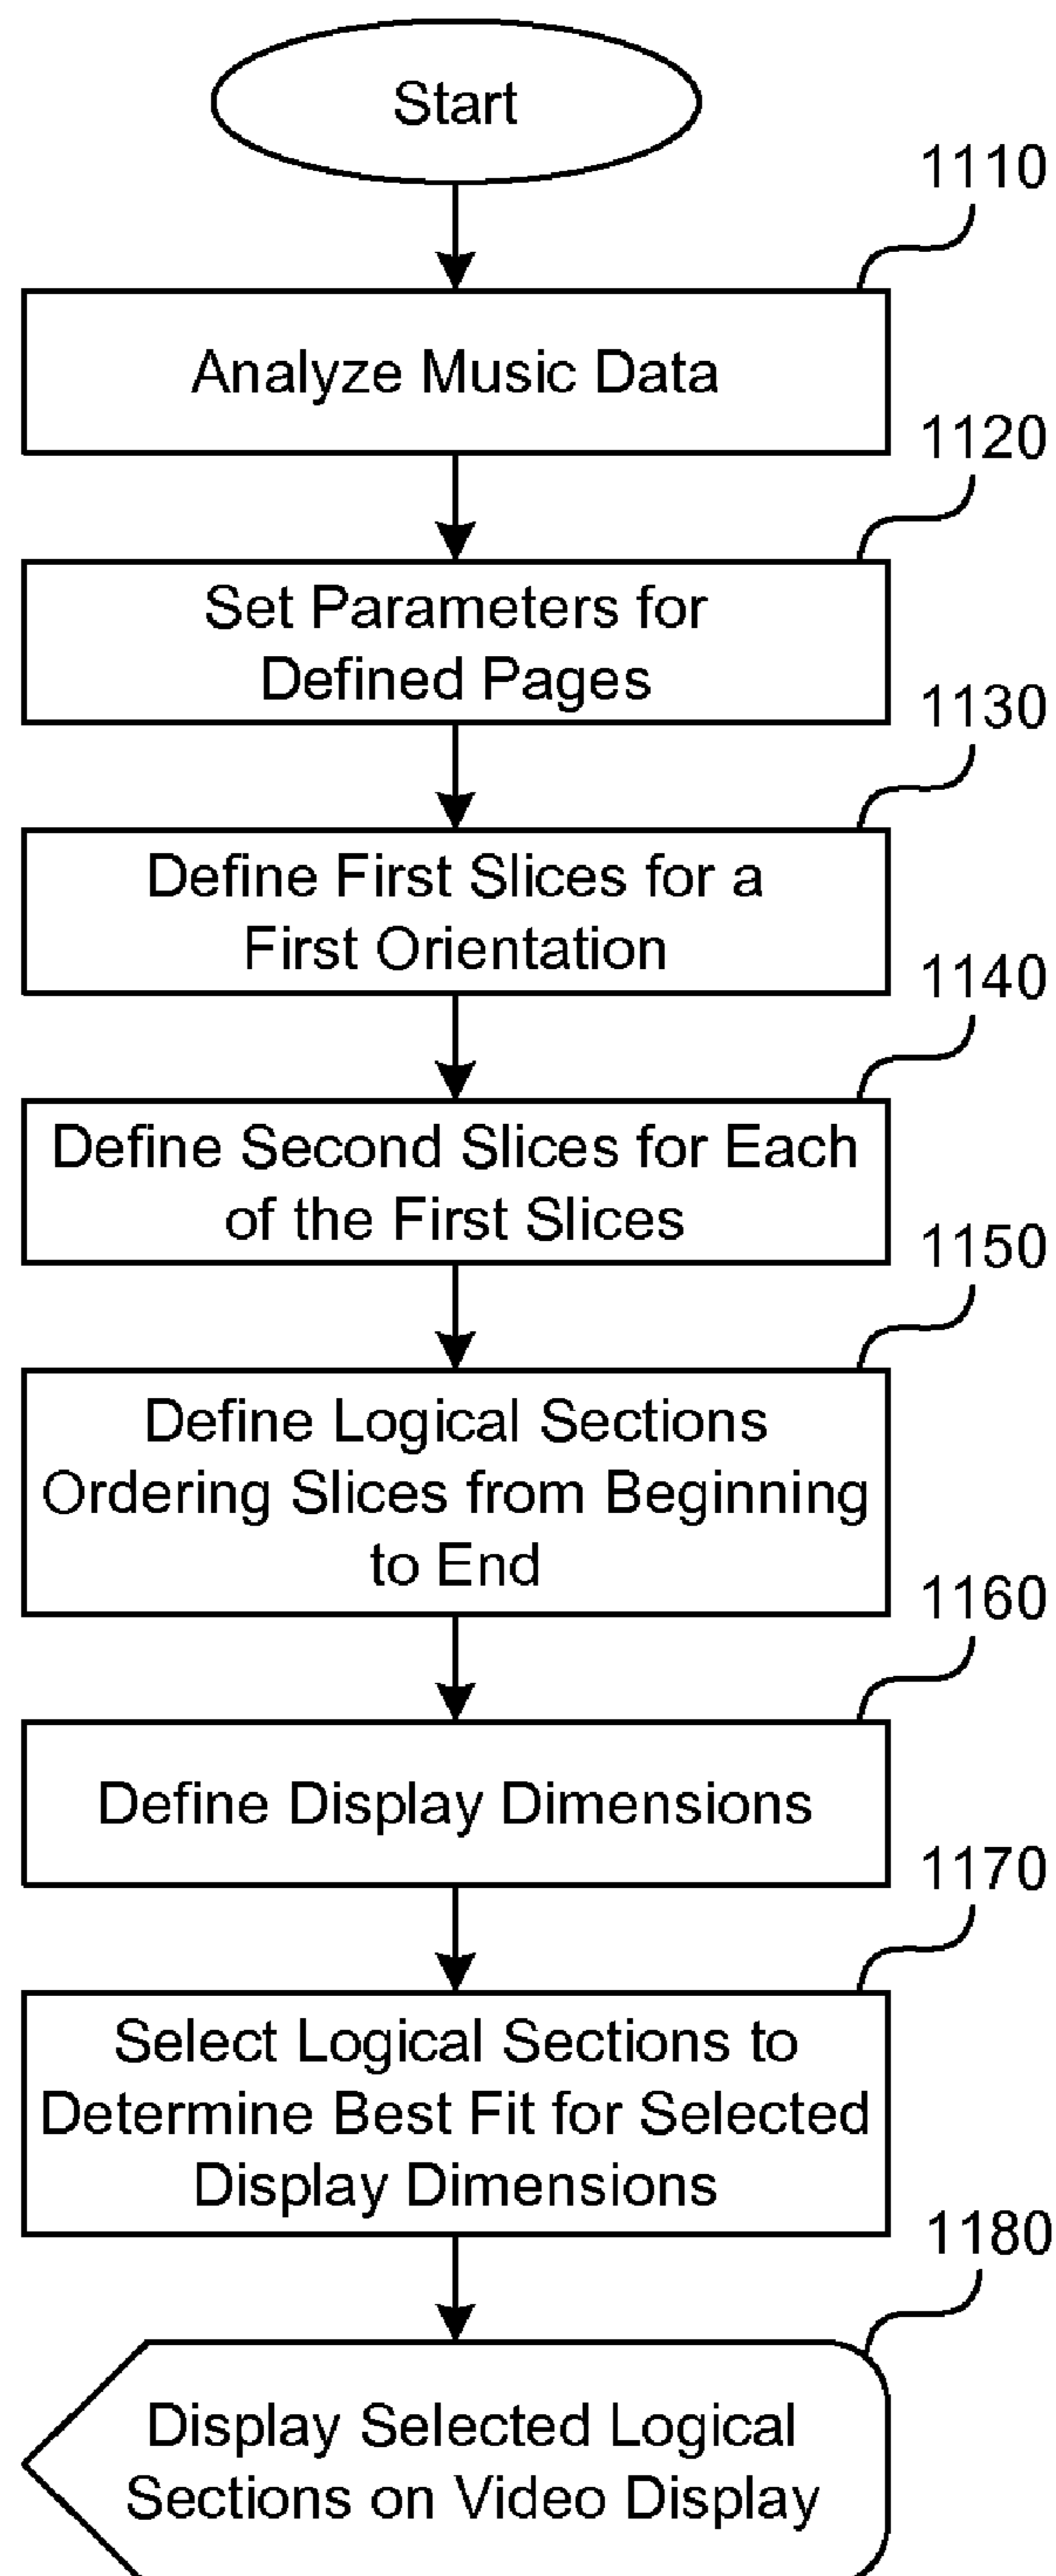 Start
1110
Analyze Music Data
1120
Set Parameters for
Defined Pages
1130
Define First Slices for a
First Orientation
1140
Define Second Slices for Each
of the First Slices
1150
Define Logical Sections
Ordering Slices from Beginning
to End
1160
Define Display Dimensions
1170
Select Logical Sections to
Determine Best Fit for Selected
Display Dimensions
1180
Display Selected Logical
Sections on Video Display